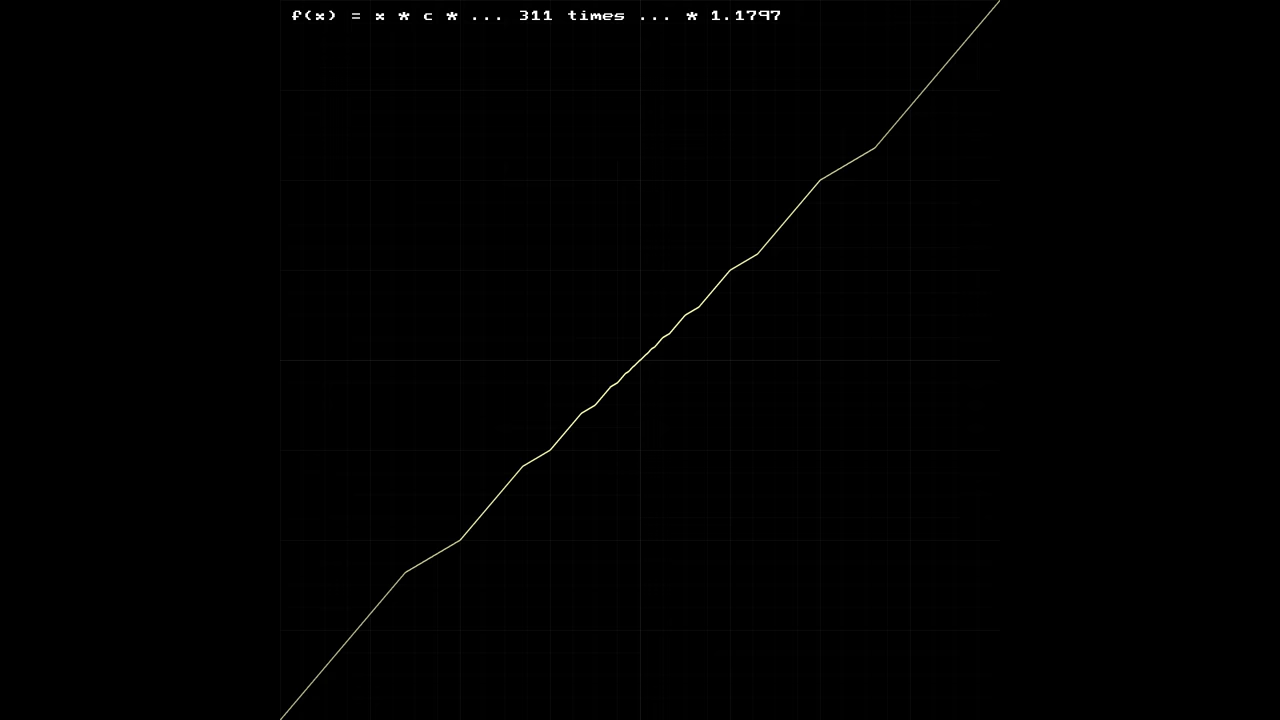 f(x) = x * c * ... 311 times ... * 1.1797